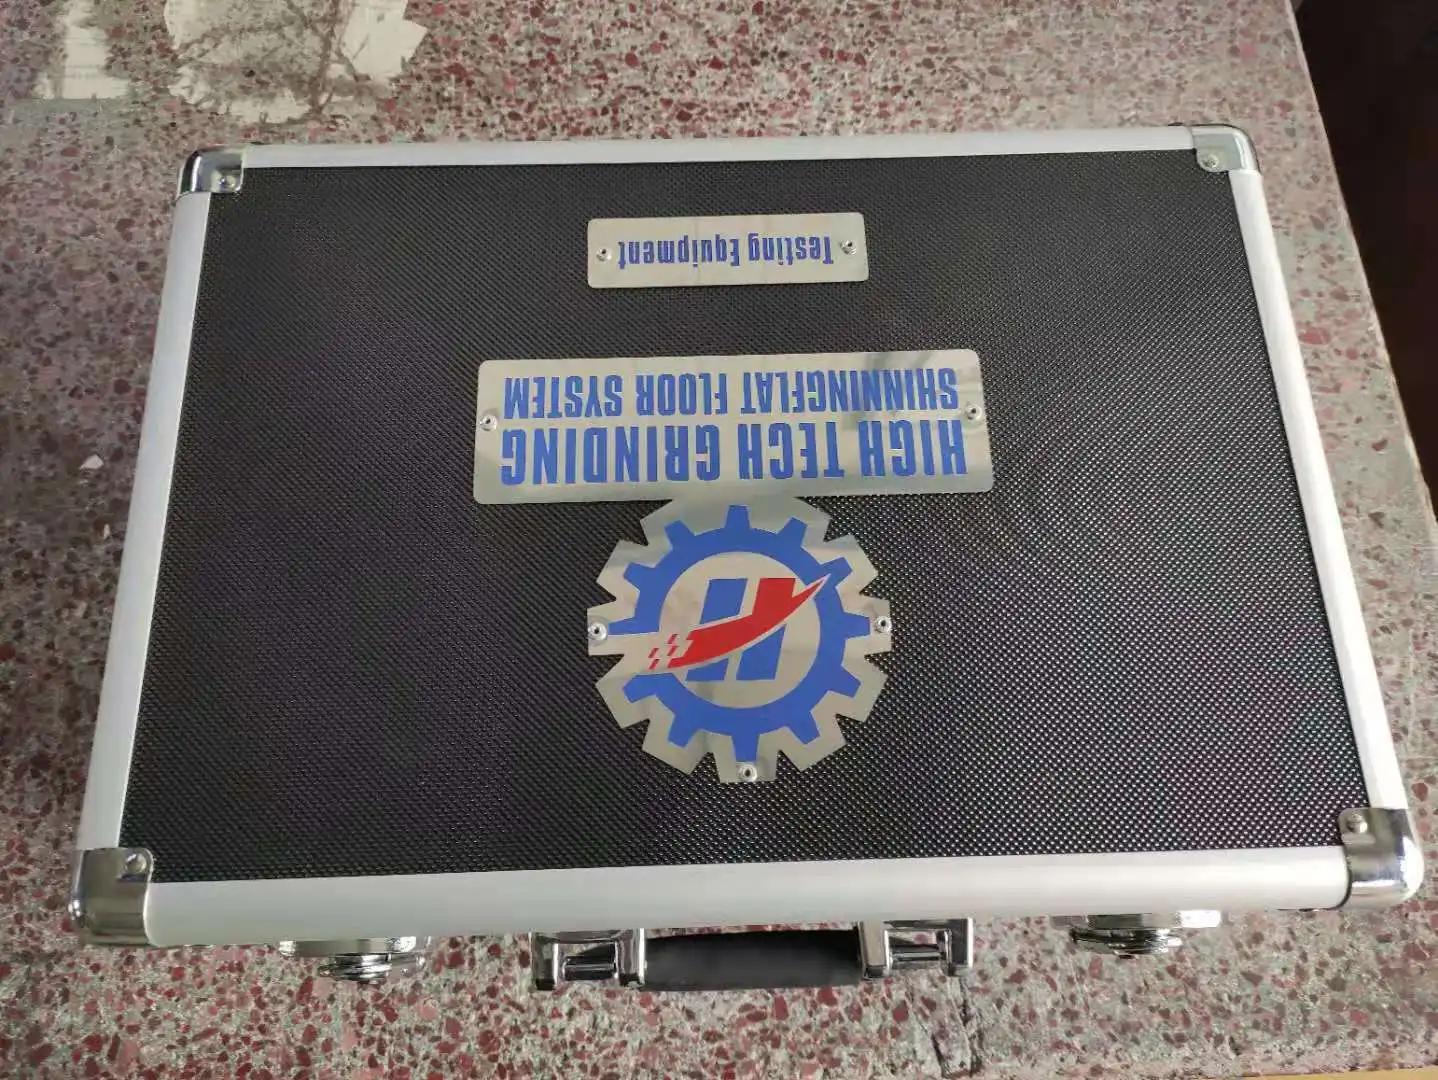 H
HIGH TECH GRINDING
SHINNINGFLAT FLOOR SYSTEM
Testing Equipment